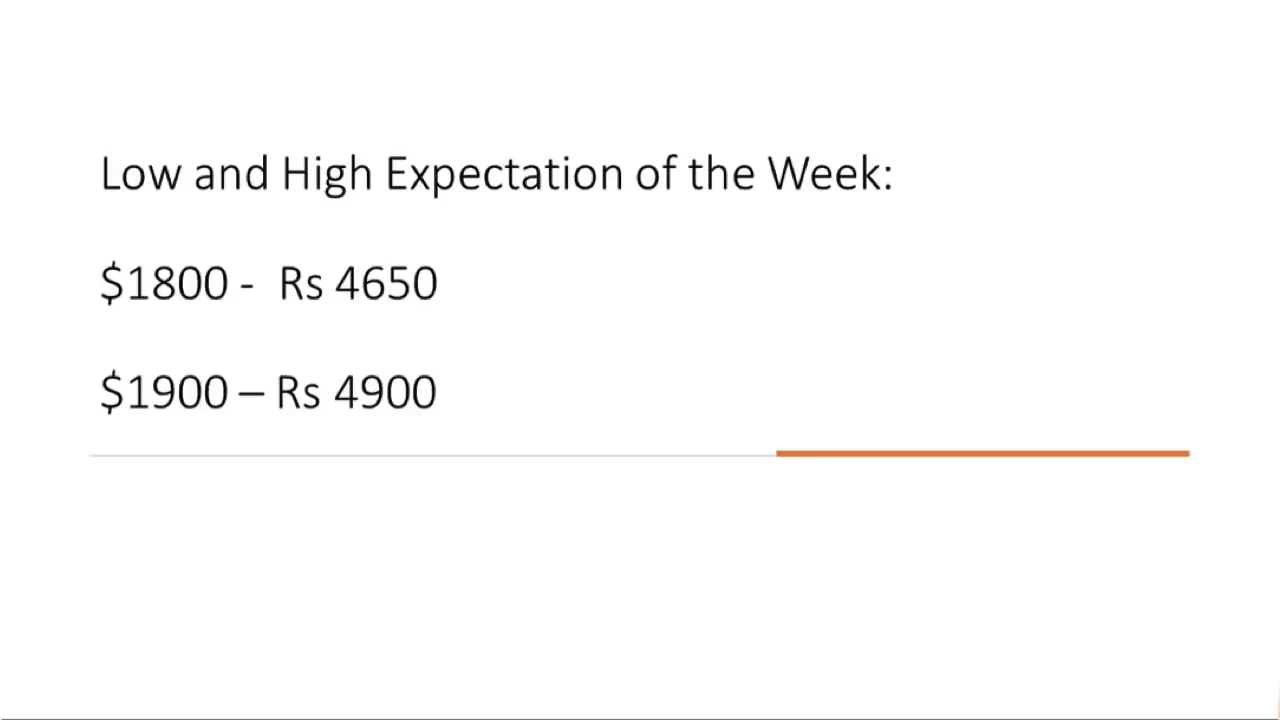 Low and High Expectation of the Week:
$1800 - Rs 4650
$1900 – Rs 4900